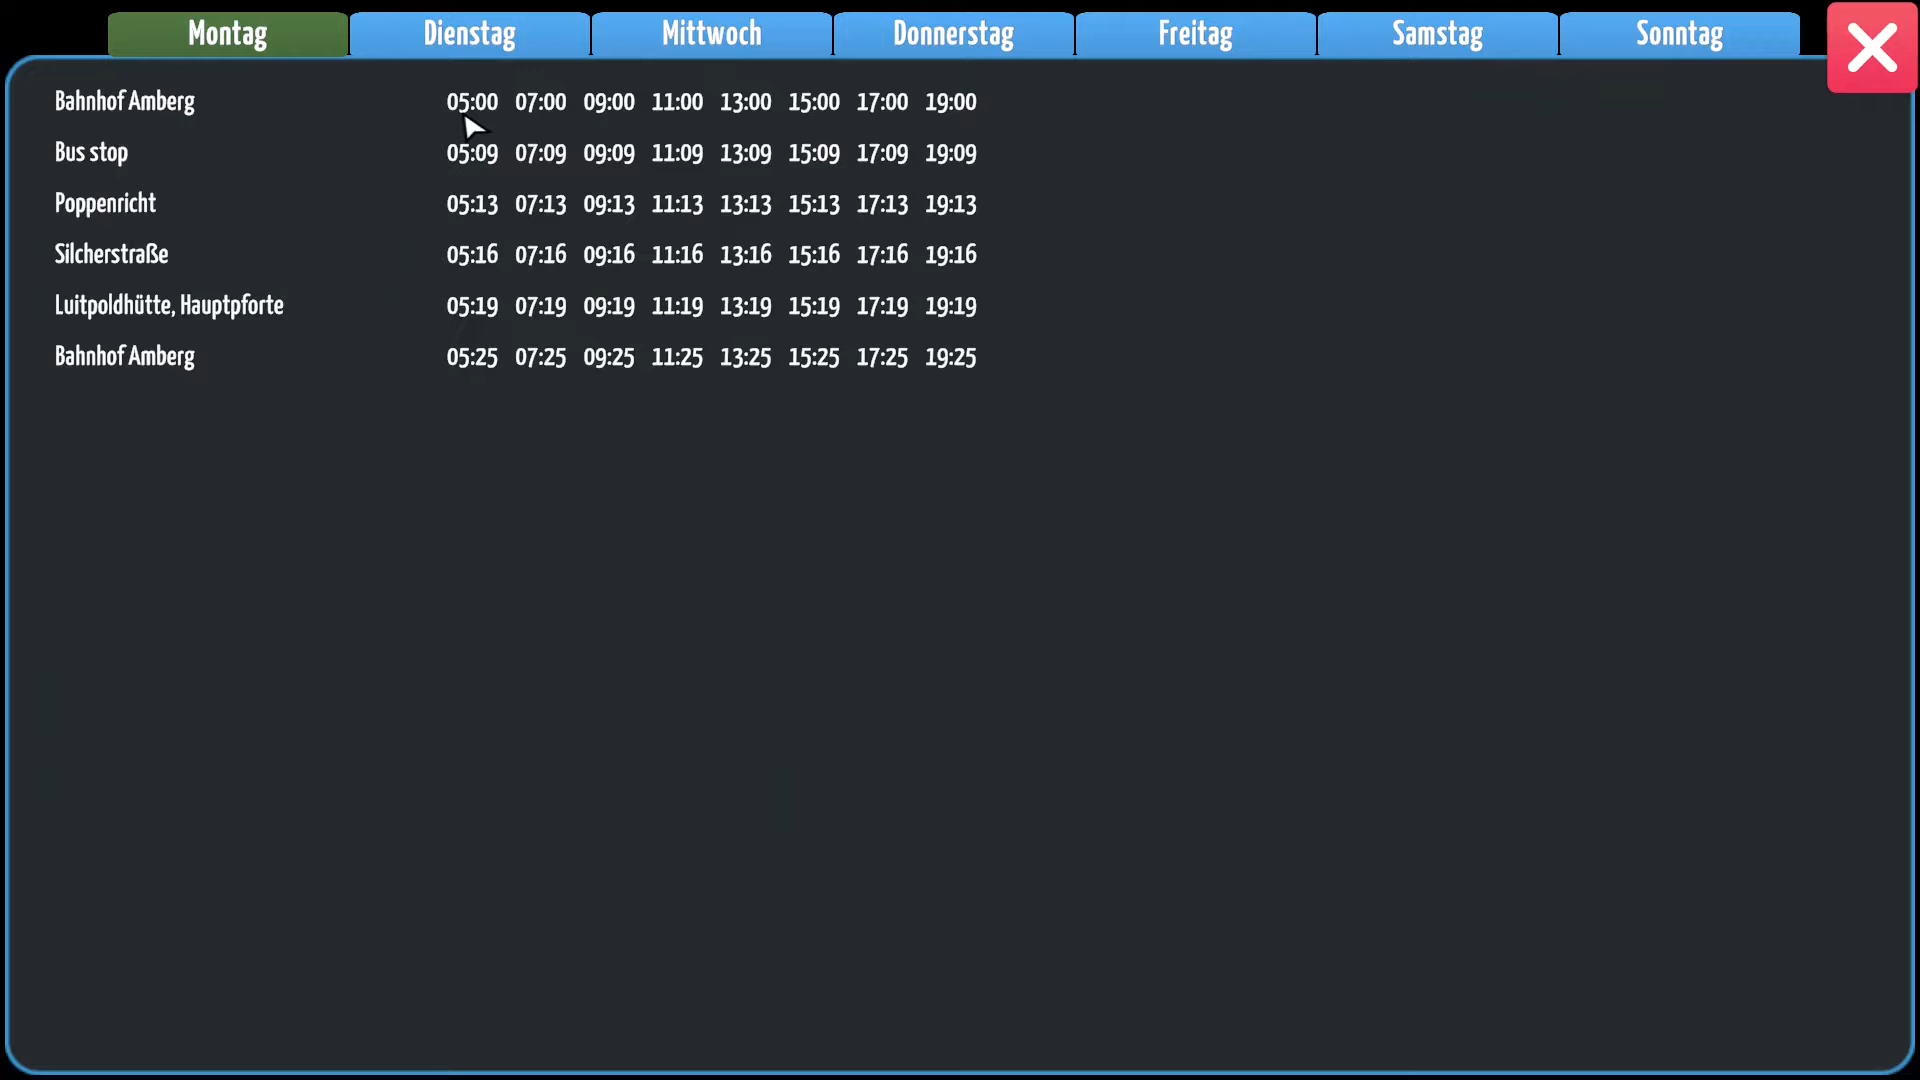 Montag Dienstag Mittwoch Donnerstag Freitag Samstag Sonntag
Bahnhof Amberg 05:00 07:00 09:00 11:00 13:00 15:00 17:00 19:00
Bus stop 05:09 07:09 09:09 11:09 13:09 15:09 17:09 19:09
Poppenricht 05:13 07:13 09:13 11:13 13:13 15:13 17:13 19:13
Silcherstraße 05:16 07:16 09:16 11:16 13:16 15:16 17:16 19:16
Luitpoldhütte, Hauptpforte 05:19 07:19 09:19 11:19 13:19 15:19 17:19 19:19
Bahnhof Amberg 05:25 07:25 09:25 11:25 13:25 15:25 17:25 19:25